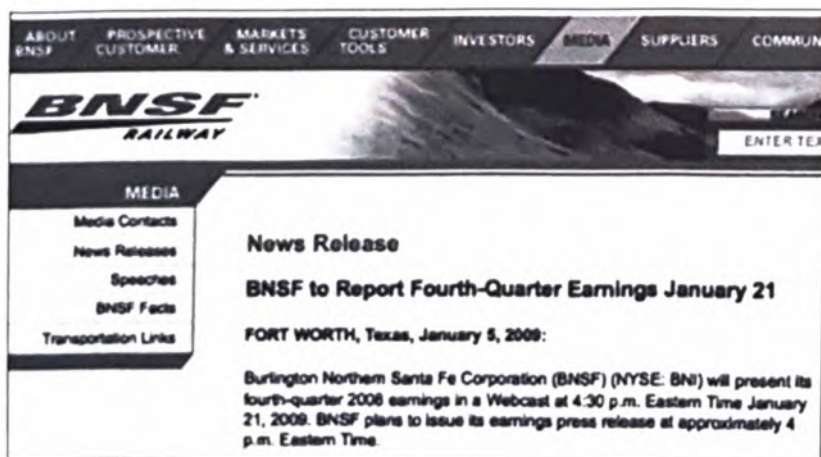 ABOUT BNSF
PROSPECTIVE CUSTOMER
MARKETS & SERVICES
CUSTOMER TOOLS
INVESTORS
MEDIA
SUPPLIERS
COMMUN
BNSF
RAILWAY
ENTER TEX
MEDIA
Media Contacts
News Releases
Speeches
BNSF Facts
Transportation Links
News Release
BNSF to Report Fourth-Quarter Earnings January 21
FORT WORTH, Texas, January 5, 2009:
Burlington Northern Santa Fe Corporation (BNSF) (NYSE: BNI) will present its
fourth-quarter 2008 earnings in a Webcast at 4:30 p.m. Eastern Time January
21, 2009. BNSF plans to issue its earnings press release at approximately 4
p.m. Eastern Time.